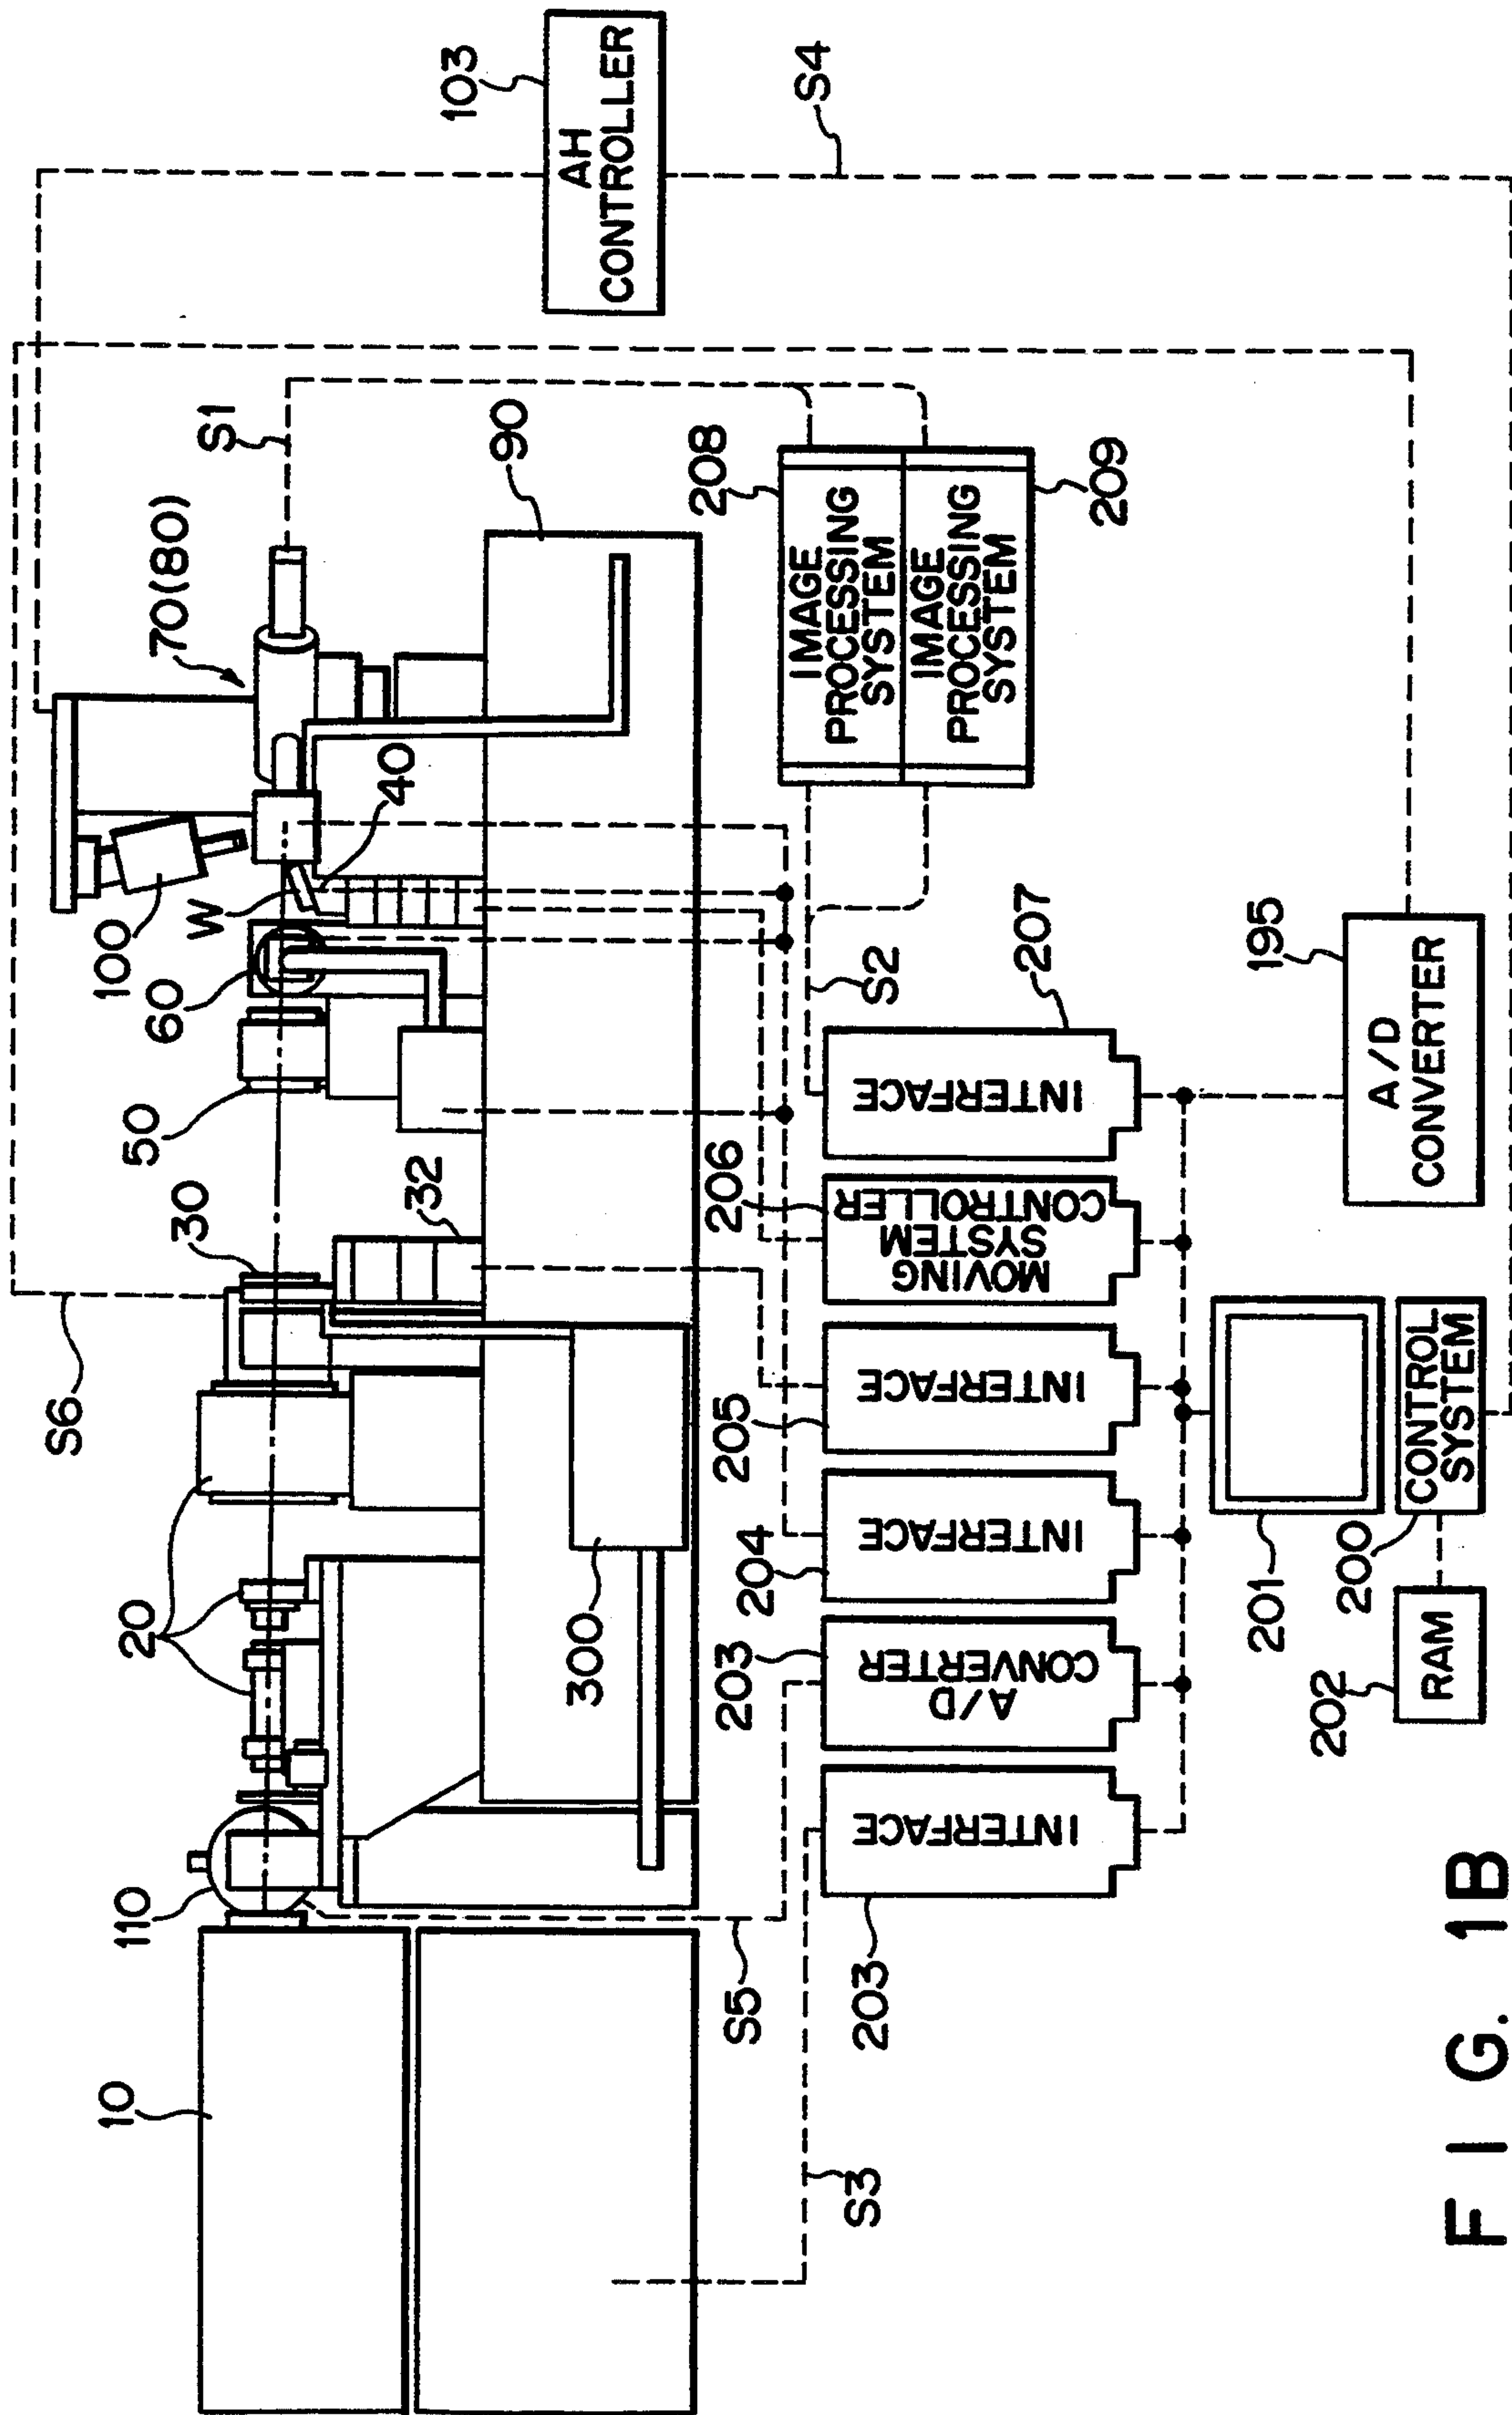 103
AH
CONTROLLER
S4
S1
70(80)
90
208
IMAGE
PROCESSING
SYSTEM
IMAGE
PROCESSING
SYSTEM
209
40
W
100
60
50
S2
207
INTERFACE
195
A/D
CONVERTER
30
32
206
MOVING
SYSTEM
CONTROLLER
S6
205
INTERFACE
20
300
204
INTERFACE
201
200
CONTROL
SYSTEM
202
RAM
203
A/D
CONVERTER
110
S5
203
INTERFACE
10
S3
FIG. 1B